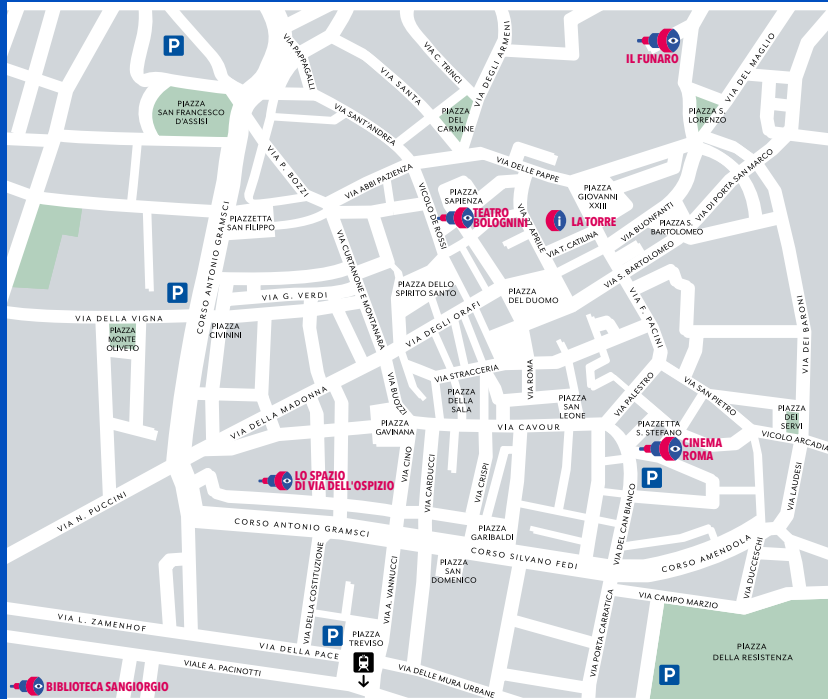 P
IL FUNARO
VIA PAPPAGALLI
VIA C. TRINCI
VIA DEGLI ARMENI
VIA DEL MAGLIO
VIA SANTA
PIAZZA
SAN FRANCESCO
D'ASSISI
PIAZZA
DEL
CARMINE
PIAZZA S.
LORENZO
VIA SANT'ANDREA
VIA P. BOZZI
VIA DELLE PAPPE
VIA ABBI PAZIENZA
VIA DI PORTA SAN MARCO
PIAZZA
SAPIENZA
PIAZZA
GIOVANNI
XXIII
PIAZZETTA
SAN FILIPPO
VICOLO DE ROSSI
TEATRO
BOLOGNINI
APRILE
i
LA TORRE
VIA BUONFANTI
PIAZZA S.
BARTOLOMEO
VIA T. CATILINA
VIA S. BARTOLOMEO
CORSO ANTONIO GRAMSCI
VIA CURTANONE E MONTANARA
P
VIA G. VERDI
PIAZZA DELLO
SPIRITO SANTO
PIAZZA
DEL DUOMO
VIA F. PACINI
VIA DEI BARONI
VIA DELLA VIGNA
PIAZZA
MONTE
OLIVETO
PIAZZA
CIVININI
VIA DEGLI ORAFI
VIA STRACCERIA
VIA ROMA
VIA BUOZZI
PIAZZA
DELLA
SALA
PIAZZA
SAN
LEONE
VIA PALESTRO
VIA SAN PIETRO
VIA DELLA MADONNA
PIAZZA
GAVINANA
VIA CAVOUR
PIAZZETTA
S. STEFANO
PIAZZA
DEI
SERVI
VICOLO ARCADIA
CINEMA
ROMA
P
VIA CINO
VIA CARDUCCI
VIA CRISPI
LO SPAZIO
DI VIA DELL'OSPIZIO
VIA LAUDESI
VIA N. PUCCINI
CORSO ANTONIO GRAMSCI
PIAZZA
GARIBALDI
VIA DEL CAN BIANCO
CORSO SILVANO FEDI
CORSO AMENDOLA
PIAZZA
SAN
DOMENICO
VIA DELLA COSTITUZIONE
VIA A. VANNUCCI
VIA DUCCESCHI
VIA CAMPO MARZIO
VIA PORTA CARRATICA
VIA L. ZAMENHOF
P
PIAZZA
TREVISO
VIA DELLA PACE
VIALE A. PACINOTTI
VIA DELLE MURA URBANE
PIAZZA
DELLA RESISTENZA
P
BIBLIOTECA SANGIORGIO